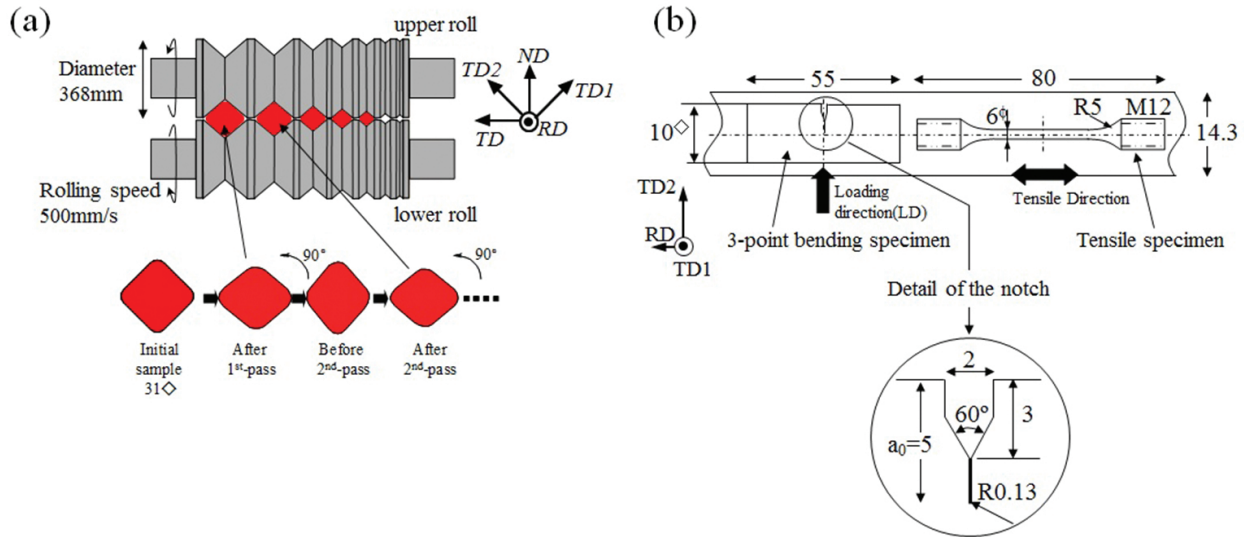 (a)
upper roll
Diameter
368mm
ND
TD2
TD1
TD
RD
Rolling speed
500mm/s
lower roll
90°
90°
Initial
sample
31◇
After
1st-pass
Before
2nd-pass
After
2nd-pass
(b)
55
80
10◇
6ϕ
R5
M12
14.3
TD2
RD
TD1
Loading
direction(LD)
Tensile Direction
3-point bending specimen
Tensile specimen
Detail of the notch
2
60°
3
a₀=5
R0.13